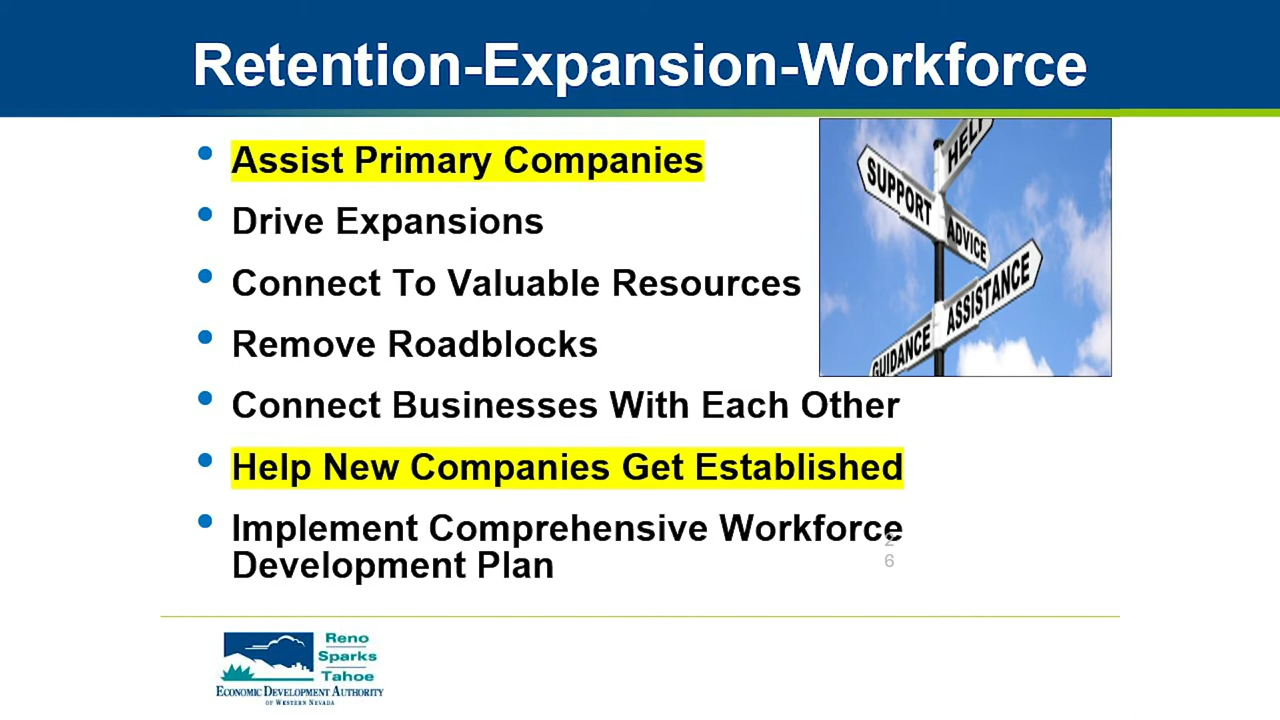 Retention-Expansion-Workforce
Assist Primary Companies
Drive Expansions
Connect To Valuable Resources
Remove Roadblocks
Connect Businesses With Each Other
Help New Companies Get Established
Implement Comprehensive Workforce
Development Plan
2
6
HELP
SUPPORT
ADVICE
ASSISTANCE
GUIDANCE
Reno
Sparks
Tahoe
ECONOMIC DEVELOPMENT AUTHORITY
OF WESTERN NEVADA